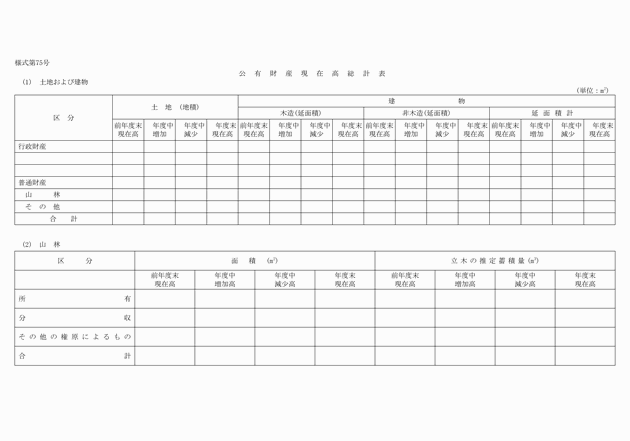 様式第75号
公有財産現在高総計表
(1) 土地および建物
(単位:㎡)
区分 土地 (地積) 建物
木造(延面積) 非木造(延面積) 延面積計
前年度末現在高 年度中増加 年度中減少 年度末現在高 前年度末現在高 年度中増加 年度中減少 年度末現在高 前年度末現在高 年度中増加 年度中減少 年度末現在高 前年度末現在高 年度中増加 年度中減少 年度末現在高
行政財産
普通財産
山林
その他
合計
(2) 山林
区分 面積 (㎡) 立木の推定蓄積量 (㎥)
前年度末現在高 年度中増加高 年度中減少高 年度末現在高 前年度末現在高 年度中増加高 年度中減少高 年度末現在高
所有
分収
その他の権原によるもの
合計